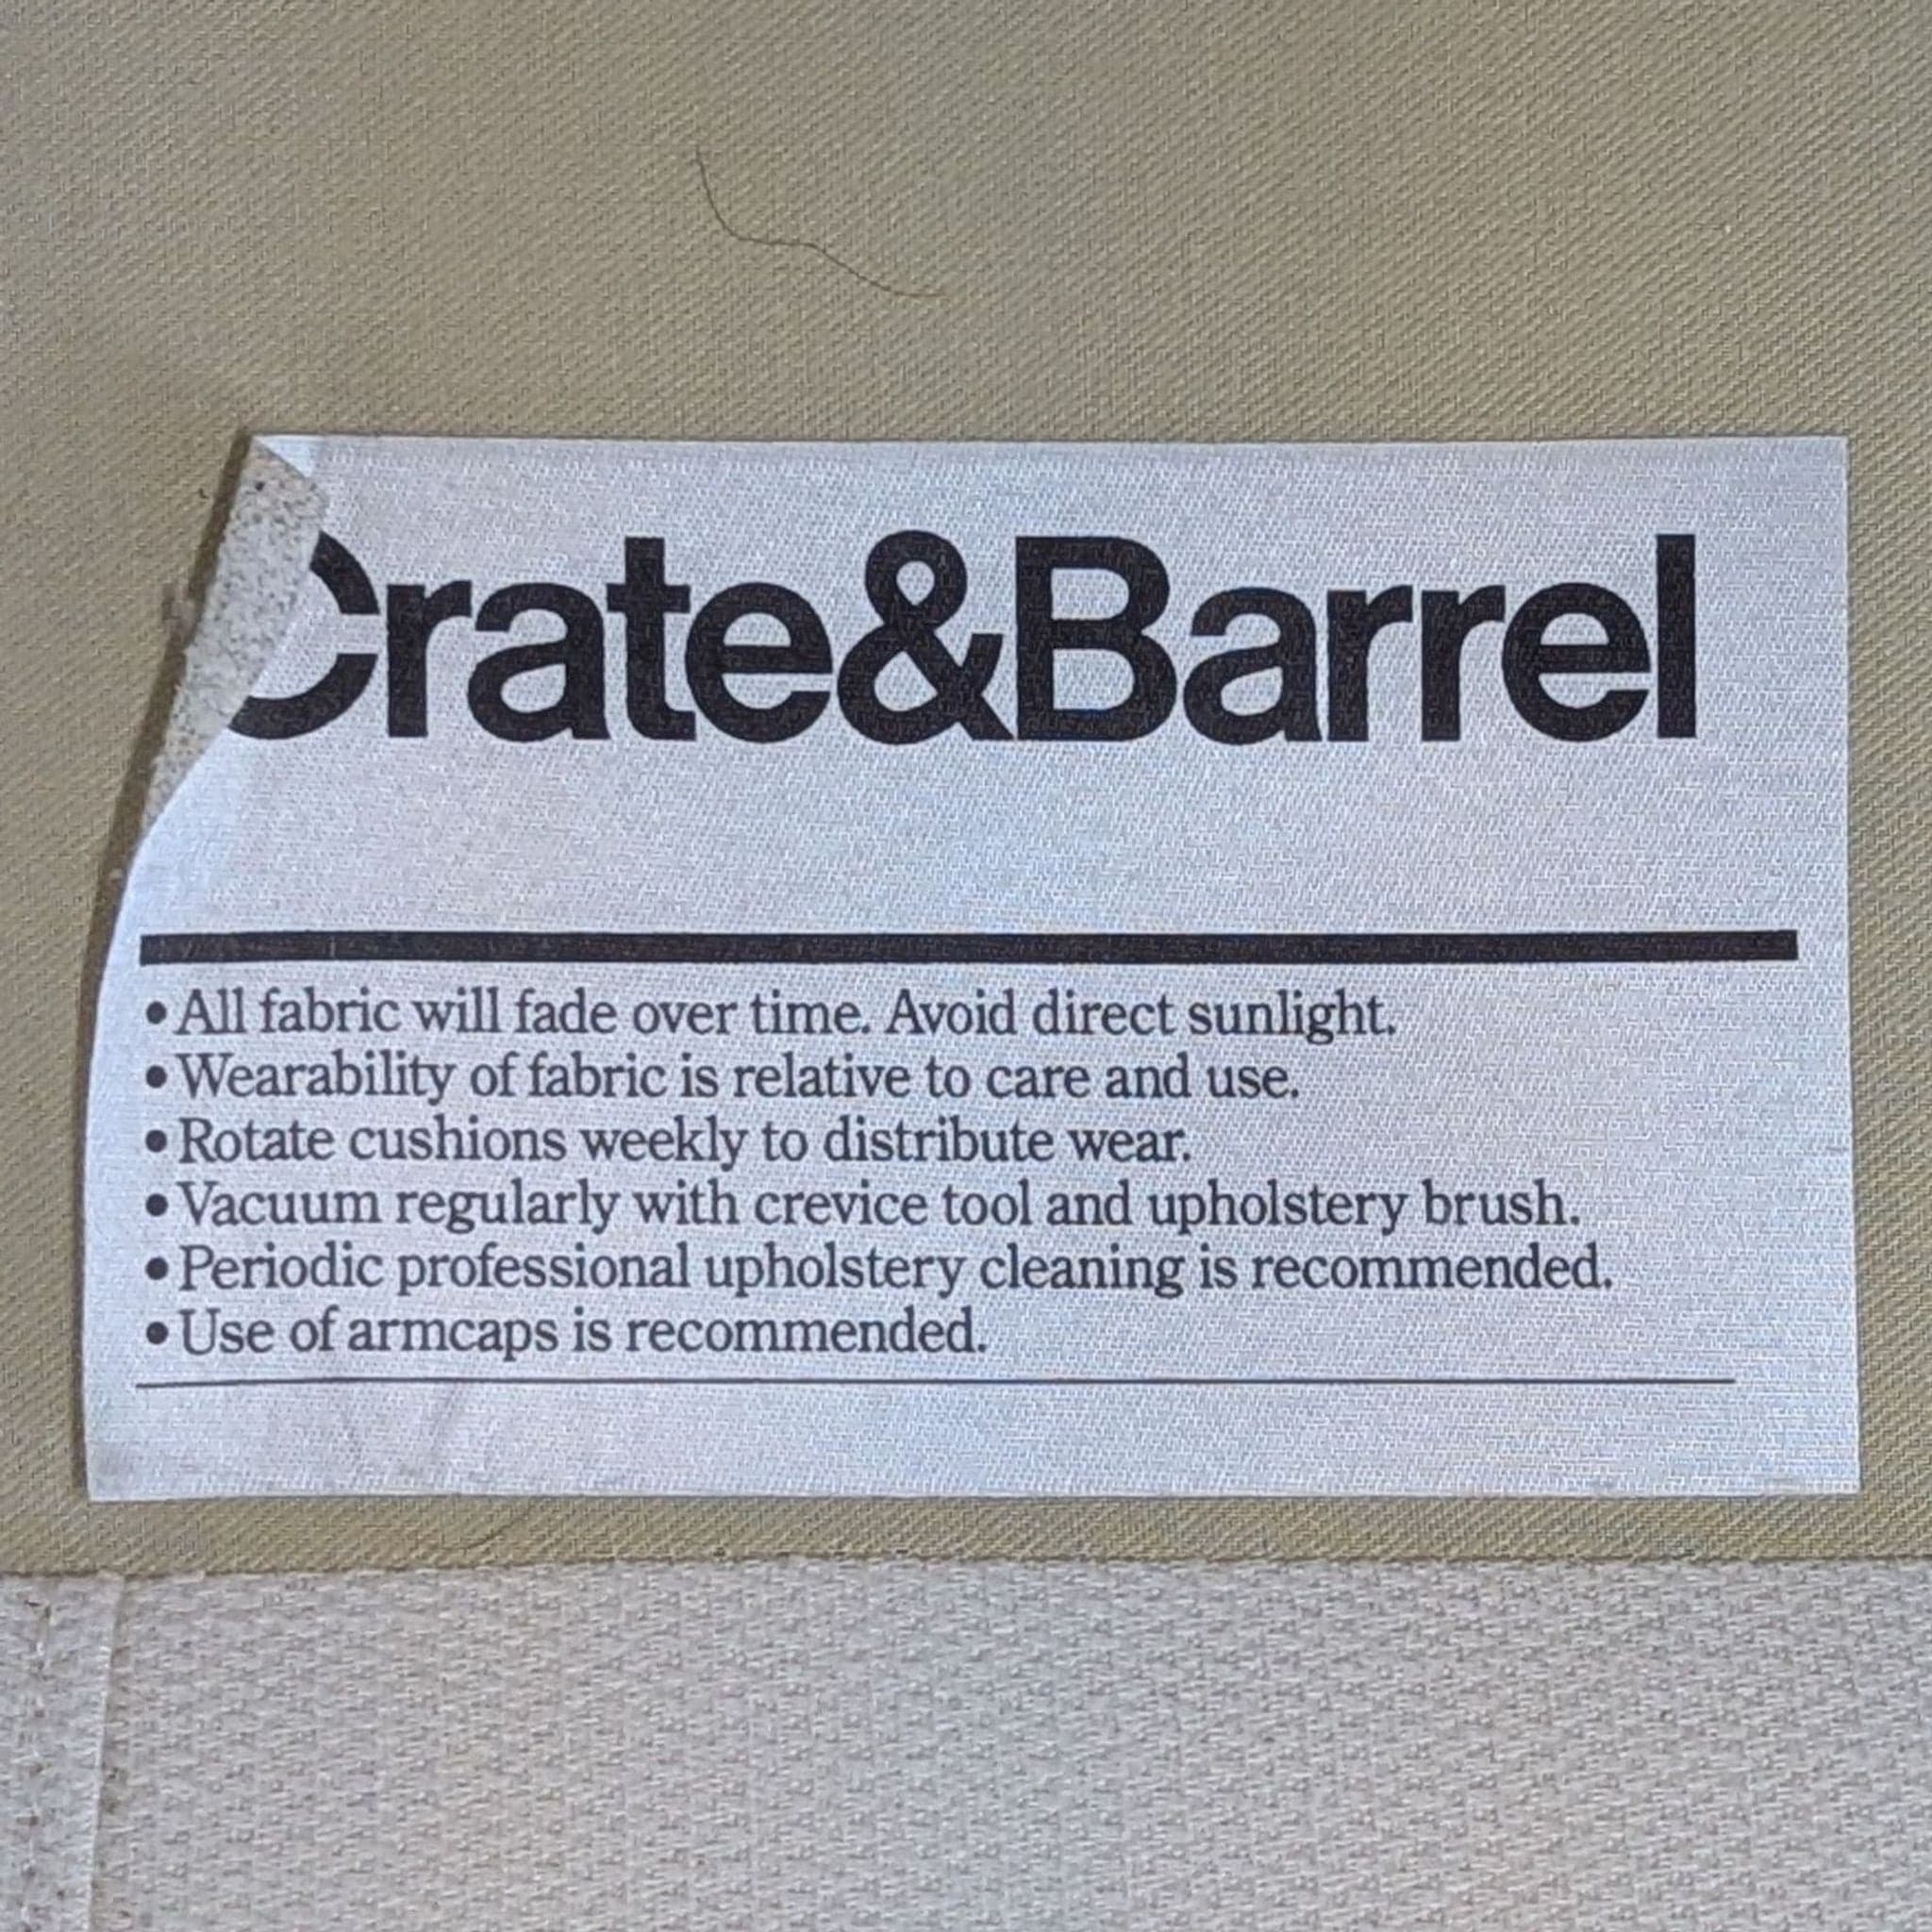 Crate&Barrel
• All fabric will fade over time. Avoid direct sunlight.
• Wearability of fabric is relative to care and use.
• Rotate cushions weekly to distribute wear.
• Vacuum regularly with crevice tool and upholstery brush.
• Periodic professional upholstery cleaning is recommended.
• Use of armcaps is recommended.